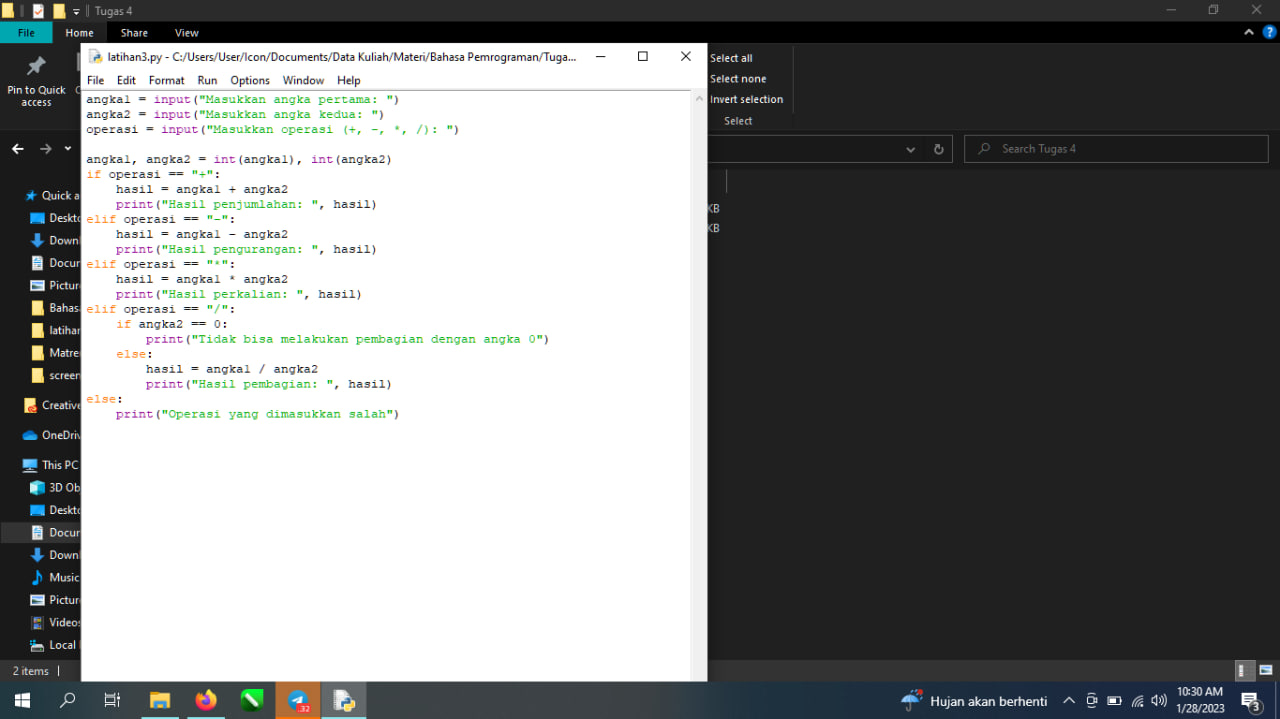 Tugas 4
File Home Share View
latihan3.py - C:/Users/User/Icon/Documents/Data Kuliah/Materi/Bahasa Pemrograman/Tuga...
File Edit Format Run Options Window Help
Pin to Quick
access
Select all
Select none
Invert selection
Select
Search Tugas 4
angka1 = input("Masukkan angka pertama: ")
angka2 = input("Masukkan angka kedua: ")
operasi = input("Masukkan operasi (+, -, *, /): ")
angka1, angka2 = int(angka1), int(angka2)
if operasi == "+":
    hasil = angka1 + angka2
    print("Hasil penjumlahan: ", hasil)
elif operasi == "-":
    hasil = angka1 - angka2
    print("Hasil pengurangan: ", hasil)
elif operasi == "*":
    hasil = angka1 * angka2
    print("Hasil perkalian: ", hasil)
elif operasi == "/":
    if angka2 == 0:
        print("Tidak bisa melakukan pembagian dengan angka 0")
    else:
        hasil = angka1 / angka2
        print("Hasil pembagian: ", hasil)
else:
    print("Operasi yang dimasukkan salah")
Quick a
Deskto
Down
Docu
Picture
Bahasa
latihan
Matre
screen
Creative
OneDriv
This PC
3D Ob
Deskto
Docu
Down
Music
Picture
Videos
Local
KB
KB
2 items
.32
Hujan akan berhenti
10:30 AM
1/28/2023
3